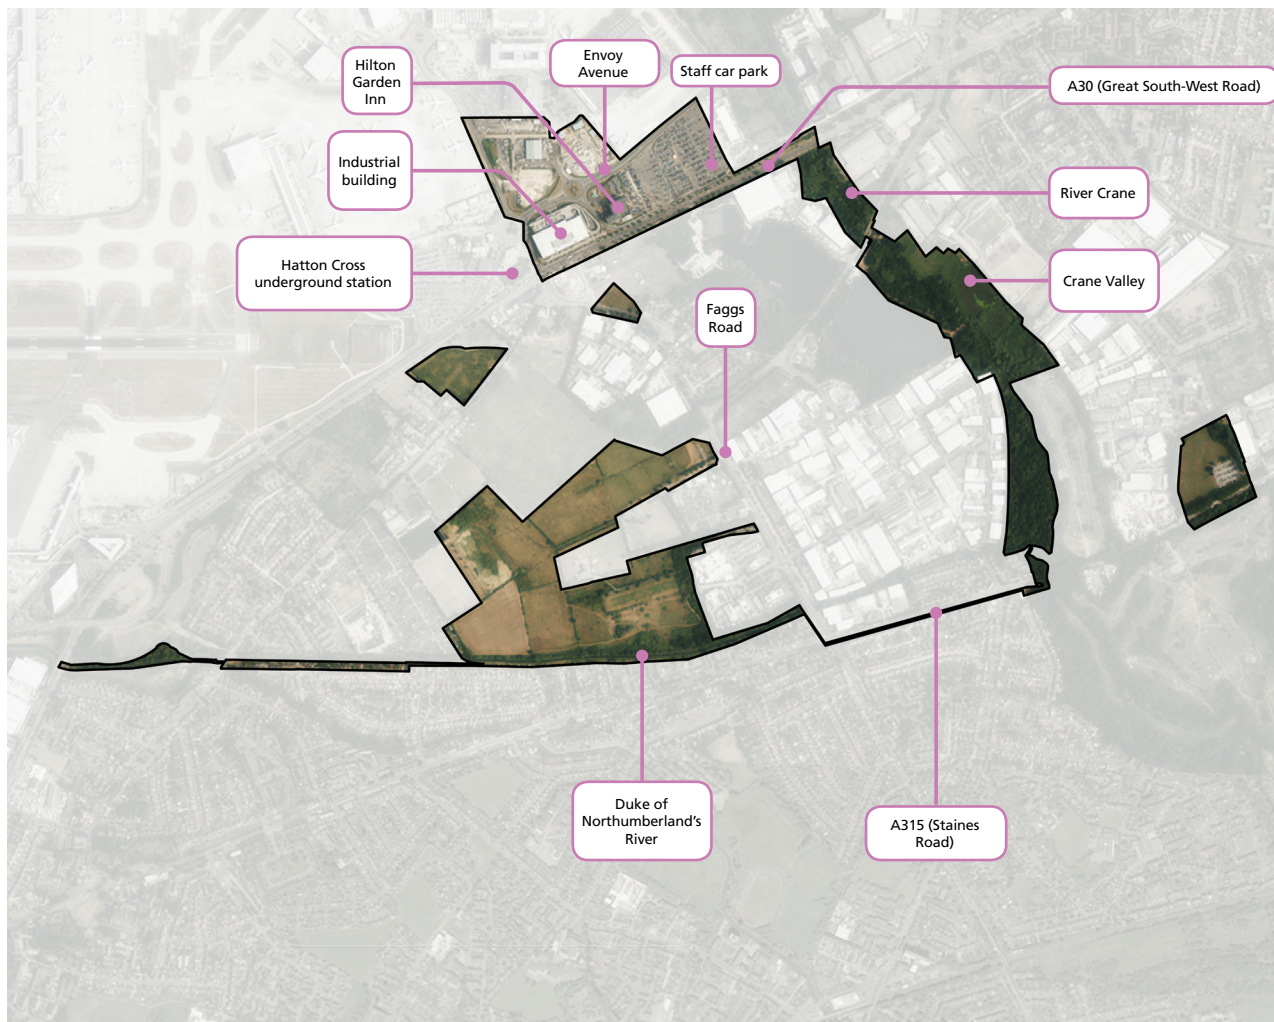 Hilton
Garden
Inn
Envoy
Avenue
Staff car park
A30 (Great South-West Road)
Industrial
building
River Crane
Hatton Cross
underground station
Crane Valley
Faggs
Road
Duke of
Northumberland’s
River
A315 (Staines
Road)